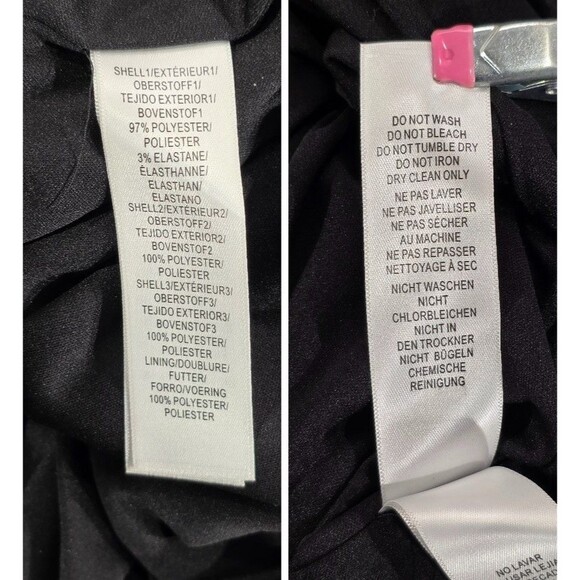 SHELL1/EXTÉRIEUR1/
OBERSTOFF1/
TEJIDO EXTERIOR1/
BOVENSTOF1
97% POLYESTER/
POLIESTER
3% ELASTANE/
ÉLASTHANNE/
ELASTHAN/
ELASTANO
SHELL2/EXTÉRIEUR2/
OBERSTOFF2/
TEJIDO EXTERIOR2/
BOVENSTOF2
100% POLYESTER/
POLIESTER
SHELL3/EXTÉRIEUR3/
OBERSTOFF3/
TEJIDO EXTERIOR3/
BOVENSTOF3
100% POLYESTER/
POLIESTER
LINING/DOUBLURE/
FUTTER/
FORRO/VOERING
100% POLYESTER/
POLIESTER
DO NOT WASH
DO NOT BLEACH
DO NOT TUMBLE DRY
DO NOT IRON
DRY CLEAN ONLY
NE PAS LAVER
NE PAS JAVELLISER
NE PAS SÉCHER
AU MACHINE
NE PAS REPASSER
NETTOYAGE À SEC
NICHT WASCHEN
NICHT
CHLORBLEICHEN
NICHT IN
DEN TROCKNER
NICHT BÜGELN
CHEMISCHE
REINIGUNG
NO LAVAR
LEJIA